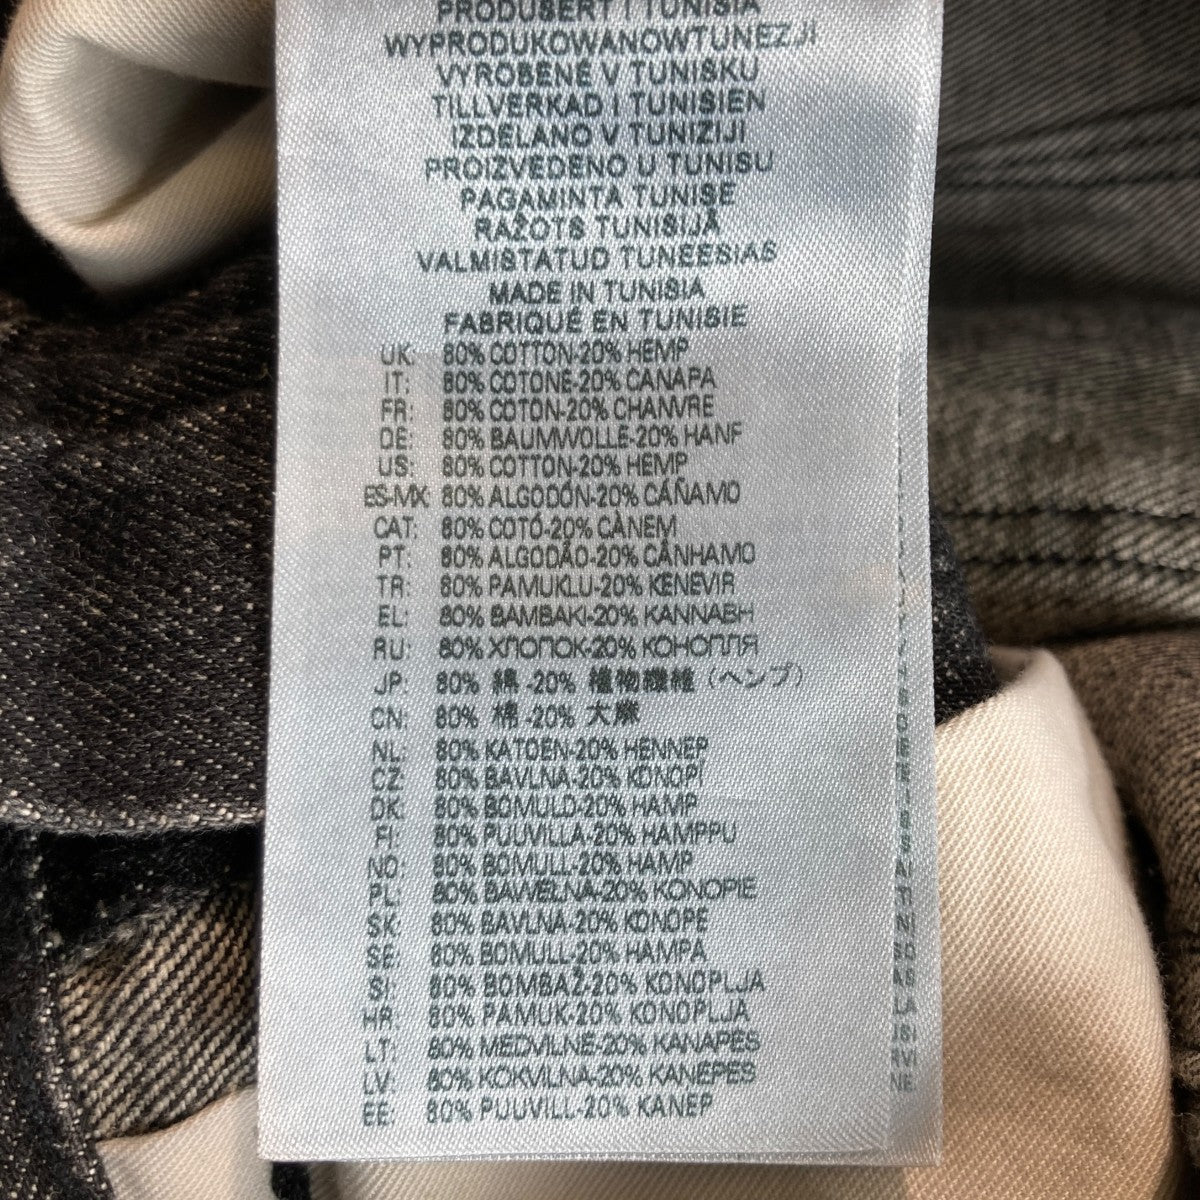 PRODUSERT I TUNISIA
WYPRODUKOWANOWTUNEZJI
VYROBENÉ V TUNISKU
TILLVERKAD I TUNISIEN
IZDELANO V TUNIZIJI
PROIZVEDENO U TUNISU
PAGAMINTA TUNISE
RAŽOTS TUNISIJĀ
VALMISTATUD TUNEESIAS
MADE IN TUNISIA
FABRIQUÉ EN TUNISIE
UK: 80% COTTON-20% HEMP
IT: 80% COTONE-20% CANAPA
FR: 80% COTON-20% CHANVRE
DE: 80% BAUMWOLLE-20% HANF
US: 80% COTTON-20% HEMP
ES-MX: 80% ALGODÓN-20% CÁÑAMO
CAT: 80% COTÓ-20% CÀNEM
PT: 80% ALGODÃO-20% CÂNHAMO
TR: 80% PAMUKLU-20% KENEVIR
EL: 80% BAMBAKI-20% KANNABH
RU: 80% ХЛОПОК-20% КОНОПЛЯ
JP: 80% 綿 -20% 植物繊維 (ヘンプ)
CN: 80% 棉 -20% 大麻
NL: 80% KATOEN-20% HENNEP
CZ: 80% BAVLNA-20% KONOPÍ
DK: 80% BOMULD-20% HAMP
FI: 80% PUUVILLA-20% HAMPPU
NO: 80% BOMULL-20% HAMP
PL: 80% BAWEŁNA-20% KONOPIE
SK: 80% BAVLNA-20% KONOPE
SE: 80% BOMULL-20% HAMPA
SI: 80% BOMBAŽ-20% KONOPLJA
HR: 80% PAMUK-20% KONOPLJA
LT: 80% MEDVILNĖ-20% KANAPĖS
LV: 80% KOKVILNA-20% KAŅEPES
EE: 80% PUUVILL-20% KANEP